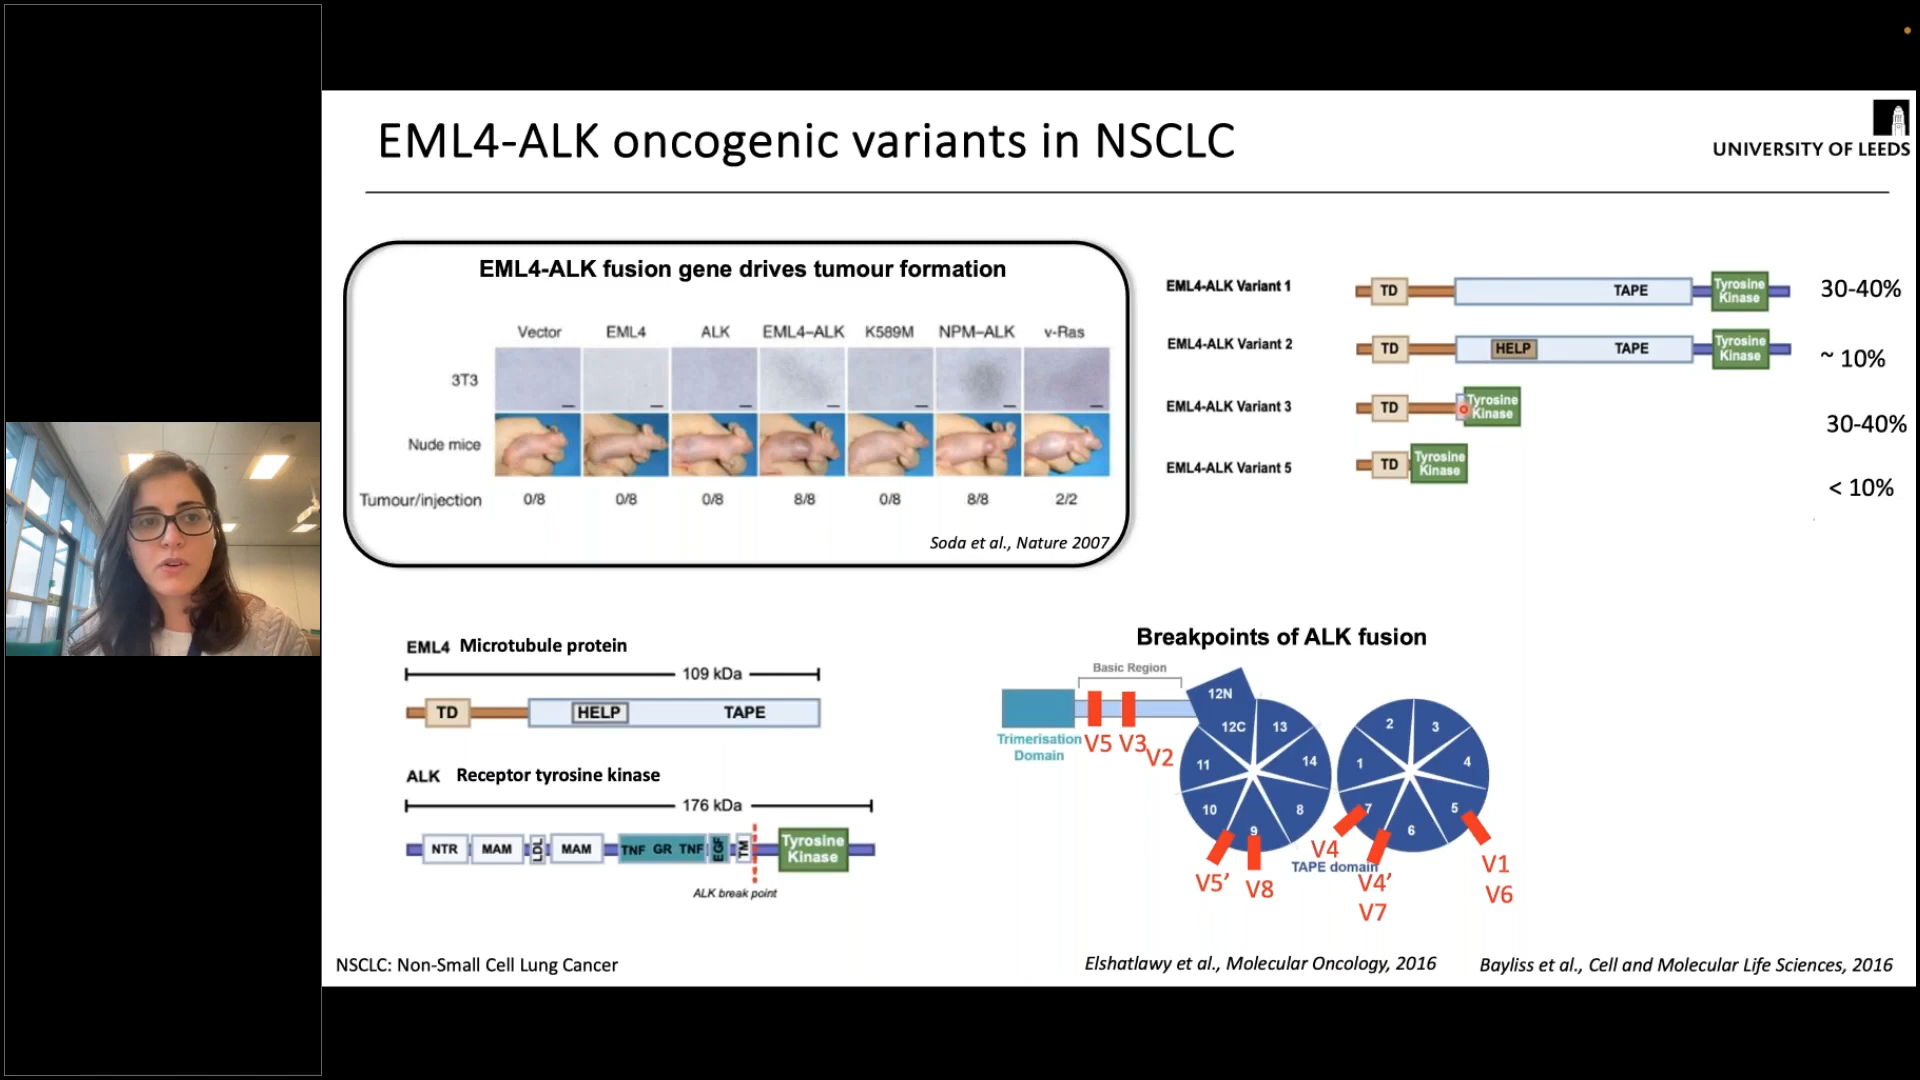 EML4-ALK oncogenic variants in NSCLC
UNIVERSITY OF LEEDS
EML4-ALK fusion gene drives tumour formation
Vector EML4 ALK EML4–ALK K589M NPM–ALK v-Ras
3T3
Nude mice
Tumour/injection 0/8 0/8 0/8 8/8 0/8 8/8 2/2
Soda et al., Nature 2007
EML4-ALK Variant 1 TD TAPE Tyrosine Kinase 30-40%
EML4-ALK Variant 2 TD HELP TAPE Tyrosine Kinase ~ 10%
EML4-ALK Variant 3 TD Tyrosine Kinase 30-40%
EML4-ALK Variant 5 TD Tyrosine Kinase < 10%
EML4 Microtubule protein
109 kDa
TD HELP TAPE
ALK Receptor tyrosine kinase
176 kDa
NTR MAM LDL MAM TNF GR TNF EGF TM Tyrosine Kinase
ALK break point
Breakpoints of ALK fusion
Basic Region
Trimerisation Domain
V5 V3 V2
12N
12C 13 14 8 9 10 11
1 2 3 4 5 6 7
V5’ V8
V4
TAPE domain
V4’
V7
V1
V6
NSCLC: Non-Small Cell Lung Cancer
Elshatlawy et al., Molecular Oncology, 2016
Bayliss et al., Cell and Molecular Life Sciences, 2016